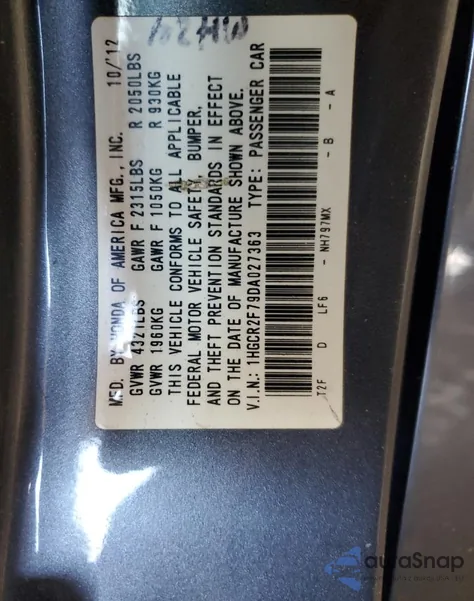 MFD. BY HONDA OF AMERICA MFG., INC. 10/'12
GVWR 4321LBS GAWR F 2315LBS R 2050LBS
GVWR 1960KG GAWR F 1050KG R 930KG
THIS VEHICLE CONFORMS TO ALL APPLICABLE
FEDERAL MOTOR VEHICLE SAFETY, BUMPER,
AND THEFT PREVENTION STANDARDS IN EFFECT
ON THE DATE OF MANUFACTURE SHOWN ABOVE.
V.I.N.: 1HGCR2F79DA027363 TYPE: PASSENGER CAR
T2F D LF6 - NH797MX - B - A
auraSnap